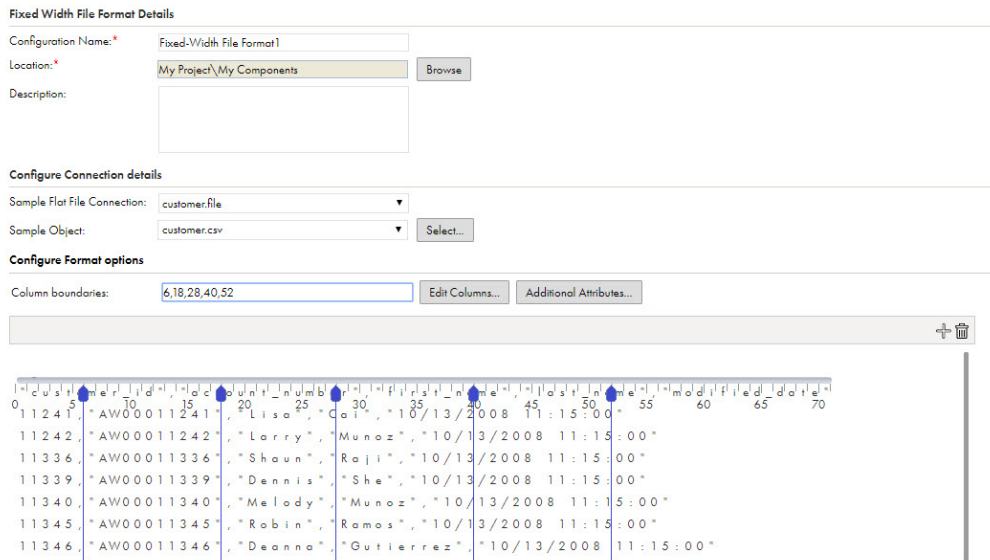 Fixed Width File Format Details
Configuration Name:* Fixed-Width File Format1
Location:* My Project\My Components Browse
Description:
Configure Connection details
Sample Flat File Connection: customer.file
Sample Object: customer.csv Select...
Configure Format options
Column boundaries: 6,18,28,40,52 Edit Columns... Additional Attributes...
0 5 10 15 20 25 30 35 40 45 50 55 60 65 70
11241,"AW00011241","Lisa","Cai","10/13/2008 11:15:00"
11242,"AW00011242","Larry","Munoz","10/13/2008 11:15:00"
11336,"AW00011336","Shaun","Raji","10/13/2008 11:15:00"
11339,"AW00011339","Dennis","She","10/13/2008 11:15:00"
11340,"AW00011340","Melody","Munoz","10/13/2008 11:15:00"
11345,"AW00011345","Robin","Ramos","10/13/2008 11:15:00"
11346,"AW00011346","Deanna","Gutierrez","10/13/2008 11:15:00"